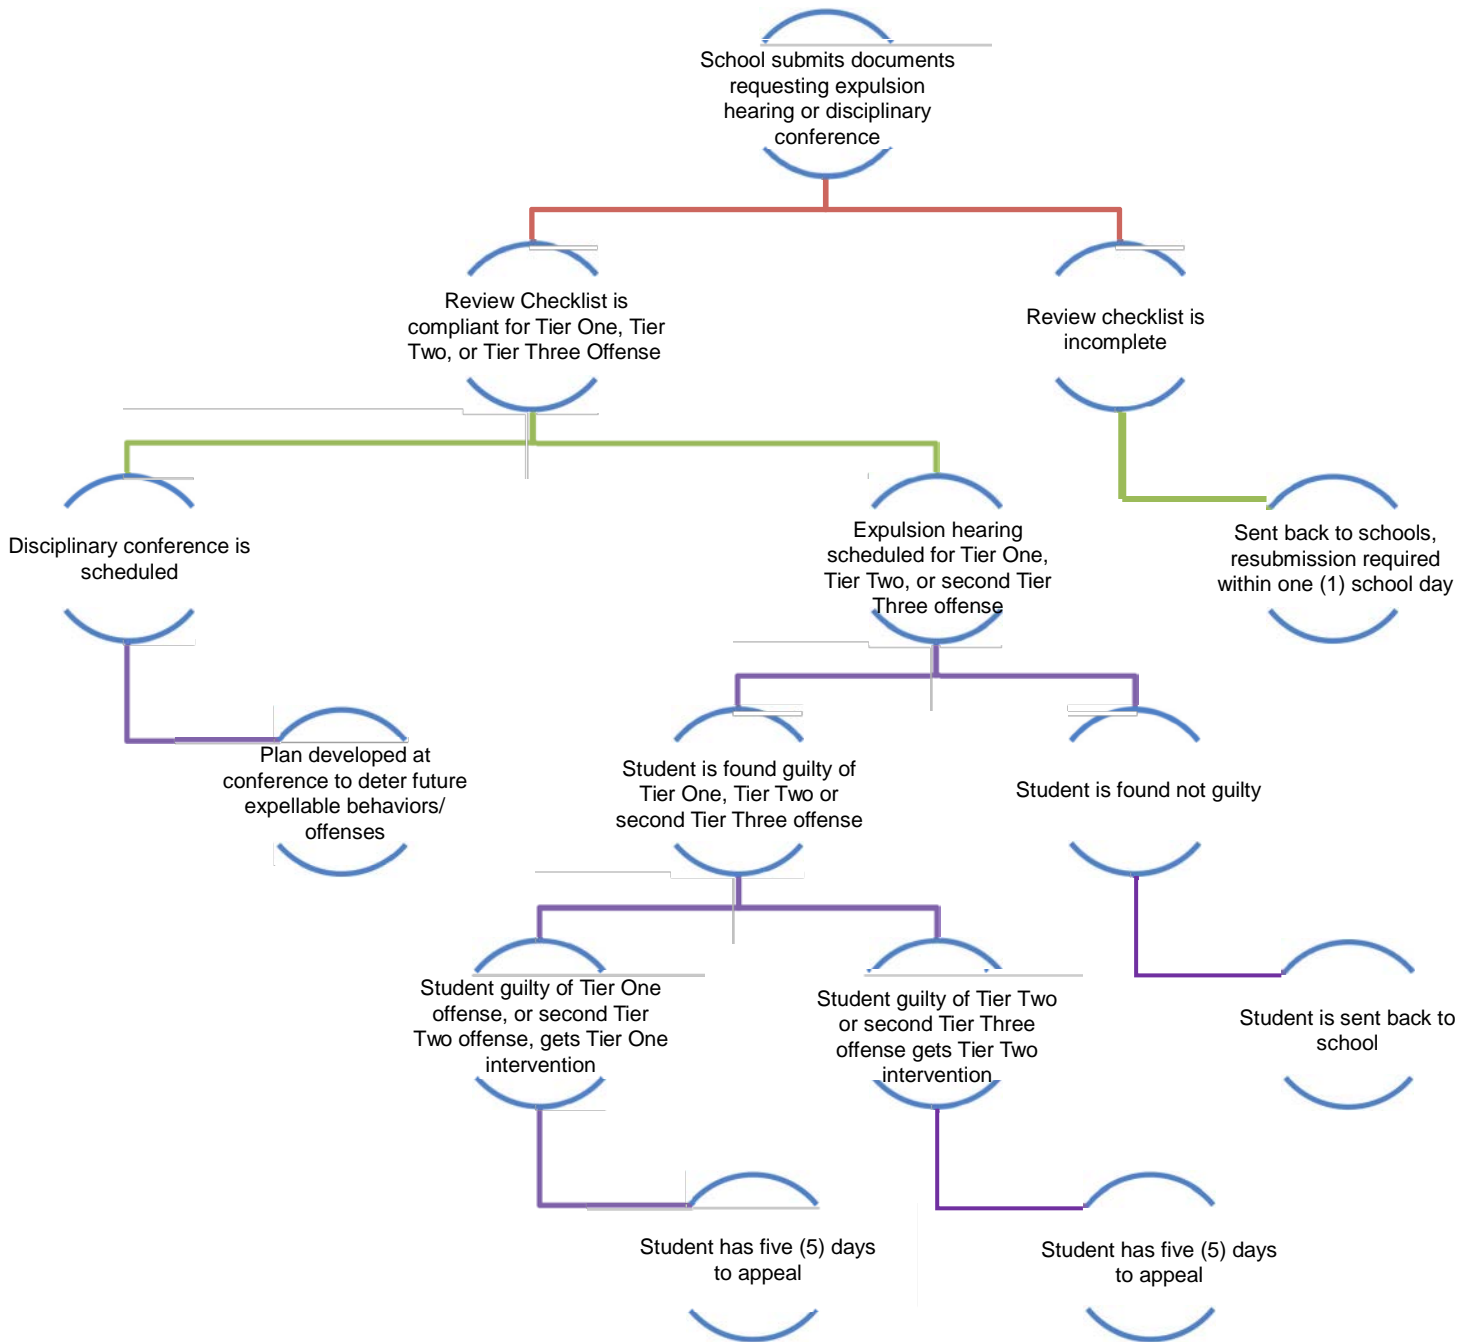 School submits documents
requesting expulsion
hearing or disciplinary
conference
Review Checklist is
compliant for Tier One, Tier
Two, or Tier Three Offense
Review checklist is
incomplete
Disciplinary conference is
scheduled
Expulsion hearing
scheduled for Tier One,
Tier Two, or second Tier
Three offense
Sent back to schools,
resubmission required
within one (1) school day
Plan developed at
conference to deter future
expellable behaviors/
offenses
Student is found guilty of
Tier One, Tier Two or
second Tier Three offense
Student is found not guilty
Student guilty of Tier One
offense, or second Tier
Two offense, gets Tier One
intervention
Student guilty of Tier Two
or second Tier Three
offense gets Tier Two
intervention
Student is sent back to
school
Student has five (5) days
to appeal
Student has five (5) days
to appeal